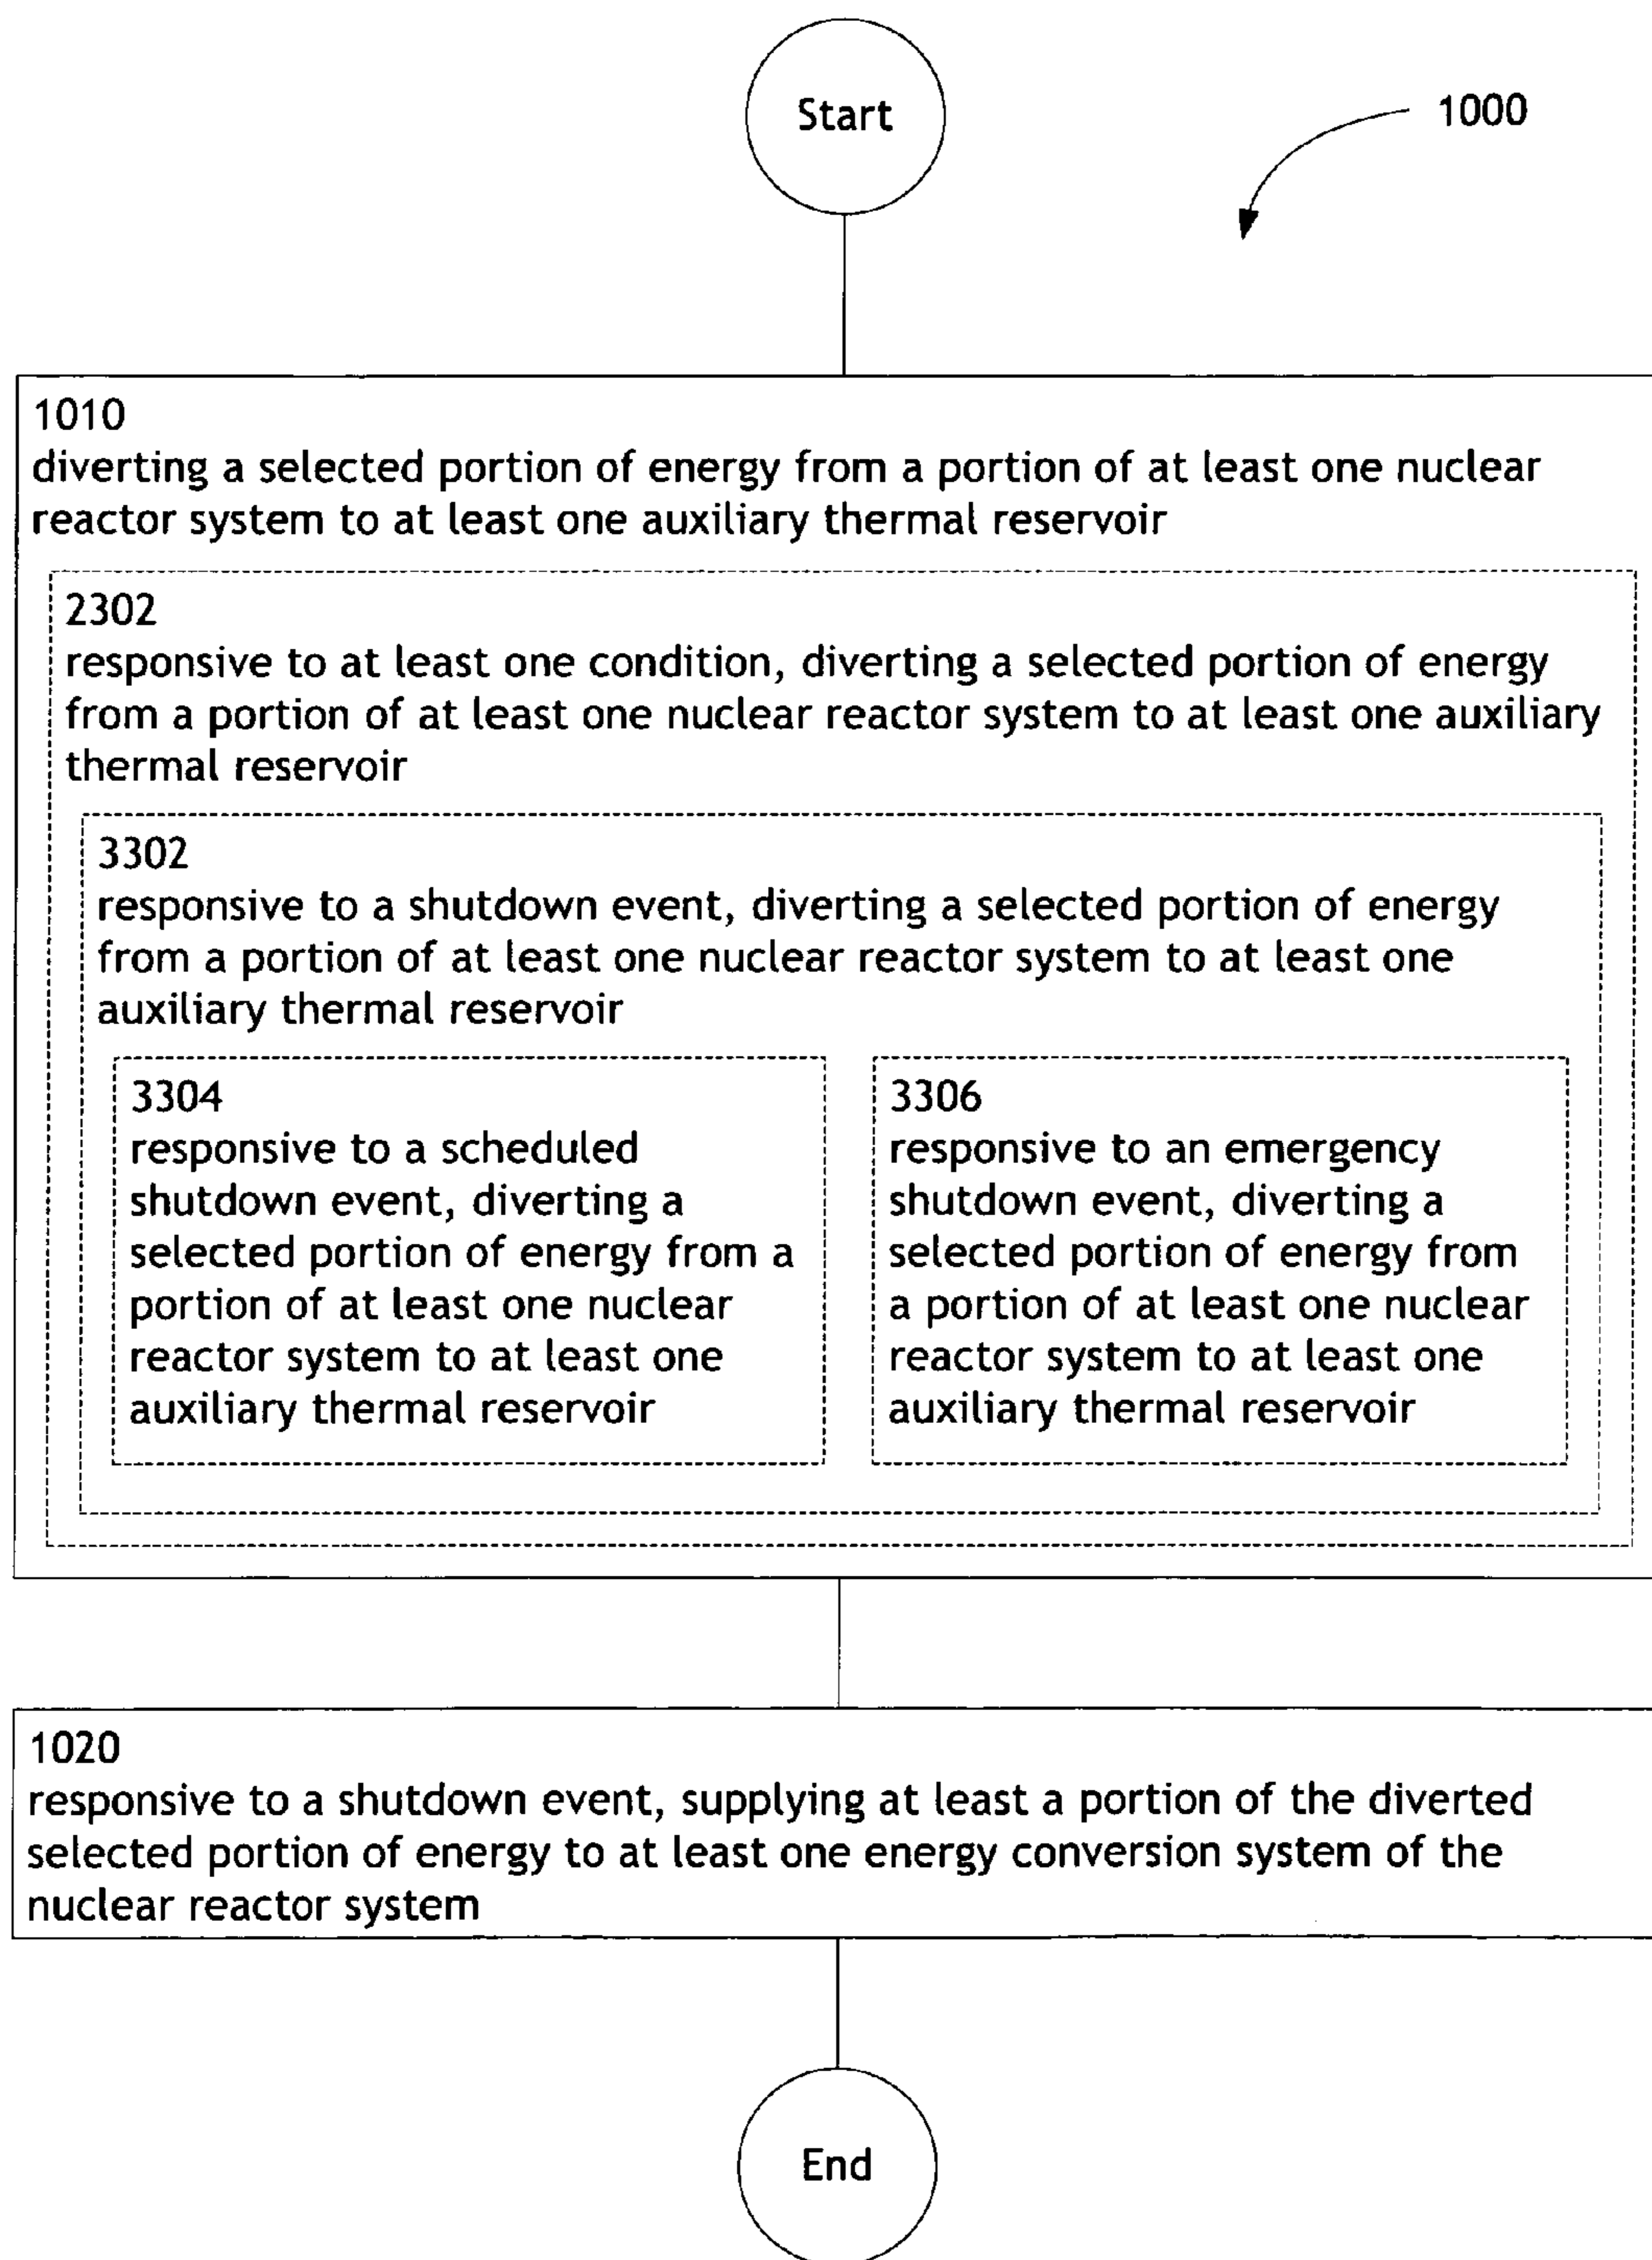 Start
1000
1010
diverting a selected portion of energy from a portion of at least one nuclear
reactor system to at least one auxiliary thermal reservoir
2302
responsive to at least one condition, diverting a selected portion of energy
from a portion of at least one nuclear reactor system to at least one auxiliary
thermal reservoir
3302
responsive to a shutdown event, diverting a selected portion of energy
from a portion of at least one nuclear reactor system to at least one
auxiliary thermal reservoir
3304
responsive to a scheduled
shutdown event, diverting a
selected portion of energy from a
portion of at least one nuclear
reactor system to at least one
auxiliary thermal reservoir
3306
responsive to an emergency
shutdown event, diverting a
selected portion of energy from
a portion of at least one nuclear
reactor system to at least one
auxiliary thermal reservoir
1020
responsive to a shutdown event, supplying at least a portion of the diverted
selected portion of energy to at least one energy conversion system of the
nuclear reactor system
End